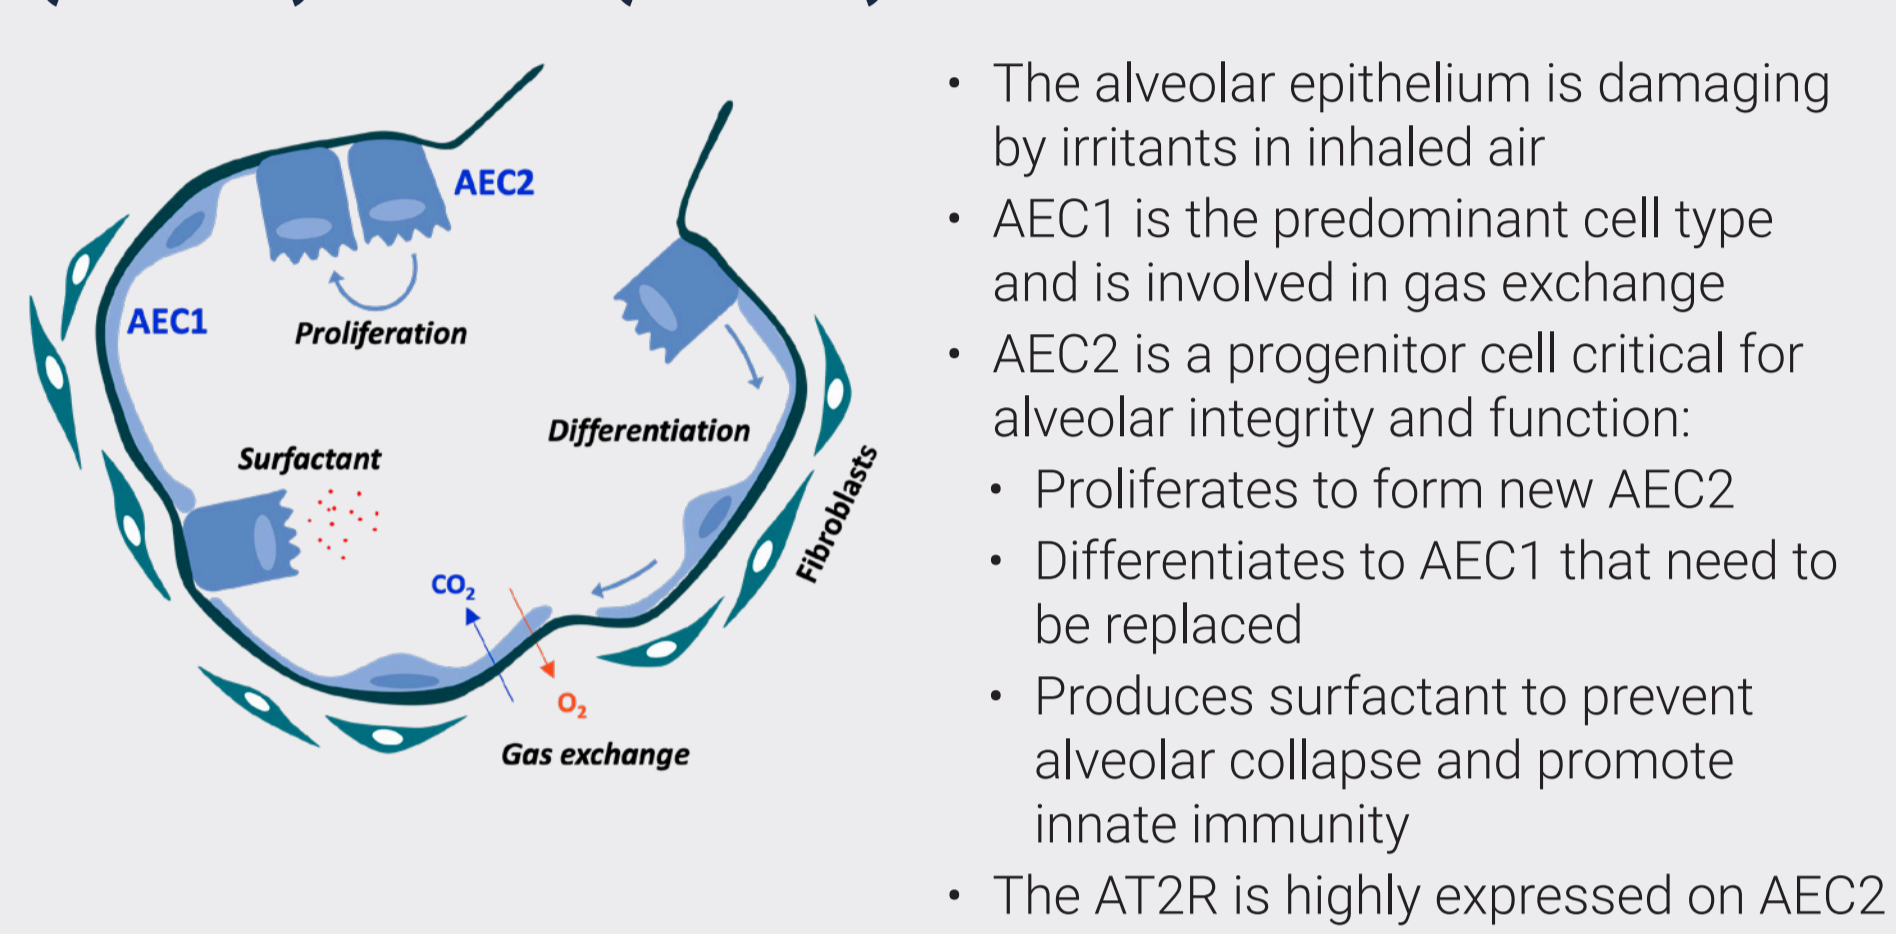 AEC2
AEC1
Proliferation
Differentiation
Surfactant
Fibroblasts
CO₂
O₂
Gas exchange
• The alveolar epithelium is damaging
by irritants in inhaled air
• AEC1 is the predominant cell type
and is involved in gas exchange
• AEC2 is a progenitor cell critical for
alveolar integrity and function:
• Proliferates to form new AEC2
• Differentiates to AEC1 that need to
be replaced
• Produces surfactant to prevent
alveolar collapse and promote
innate immunity
• The AT2R is highly expressed on AEC2